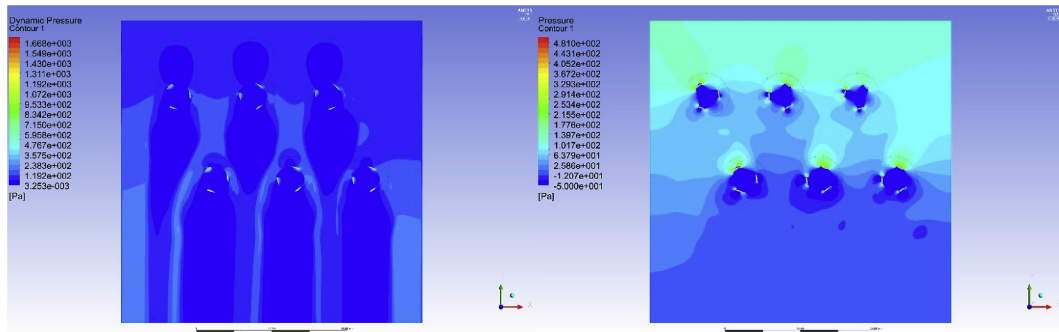 Dynamic Pressure
Contour 1
1.668e+003
1.549e+003
1.430e+003
1.311e+003
1.192e+003
1.072e+003
9.533e+002
8.342e+002
7.150e+002
5.958e+002
4.767e+002
3.575e+002
2.383e+002
1.192e+002
3.253e-003
[Pa]
Pressure
Contour 1
4.810e+002
4.431e+002
4.052e+002
3.672e+002
3.293e+002
2.914e+002
2.534e+002
2.155e+002
1.776e+002
1.397e+002
1.017e+002
6.379e+001
2.586e+001
-1.207e+001
-5.000e+001
[Pa]